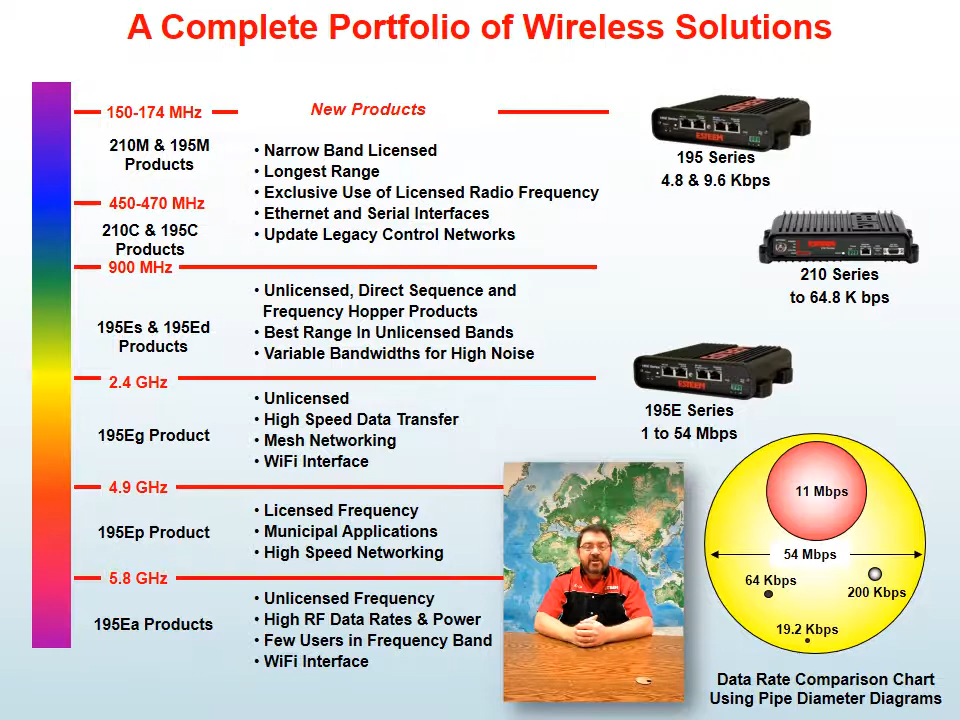 A Complete Portfolio of Wireless Solutions
150-174 MHz
New Products
210M & 195M
Products
• Narrow Band Licensed
• Longest Range
• Exclusive Use of Licensed Radio Frequency
• Ethernet and Serial Interfaces
• Update Legacy Control Networks
450-470 MHz
210C & 195C
Products
900 MHz
• Unlicensed, Direct Sequence and
Frequency Hopper Products
• Best Range In Unlicensed Bands
• Variable Bandwidths for High Noise
195Es & 195Ed
Products
2.4 GHz
• Unlicensed
• High Speed Data Transfer
• Mesh Networking
• WiFi Interface
195Eg Product
4.9 GHz
• Licensed Frequency
• Municipal Applications
• High Speed Networking
195Ep Product
5.8 GHz
• Unlicensed Frequency
• High RF Data Rates & Power
• Few Users in Frequency Band
• WiFi Interface
195Ea Products
ESTEEM
195 Series
4.8 & 9.6 Kbps
210 Series
to 64.8 K bps
ESTEEM
195E Series
1 to 54 Mbps
11 Mbps
54 Mbps
64 Kbps
200 Kbps
19.2 Kbps
Data Rate Comparison Chart
Using Pipe Diameter Diagrams